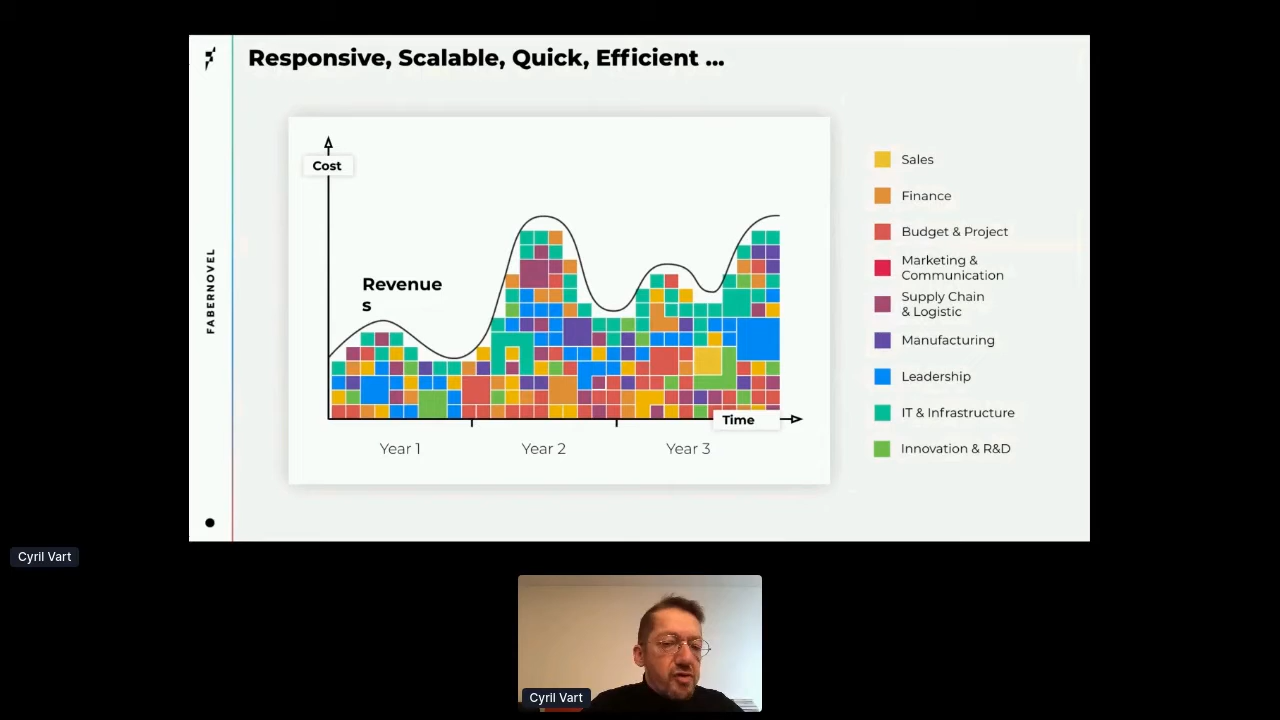 Responsive, Scalable, Quick, Efficient ...
FABERNOVEL
Cost
Revenue
s
Time
Year 1
Year 2
Year 3
Sales
Finance
Budget & Project
Marketing &
Communication
Supply Chain
& Logistic
Manufacturing
Leadership
IT & Infrastructure
Innovation & R&D
Cyril Vart
Cyril Vart